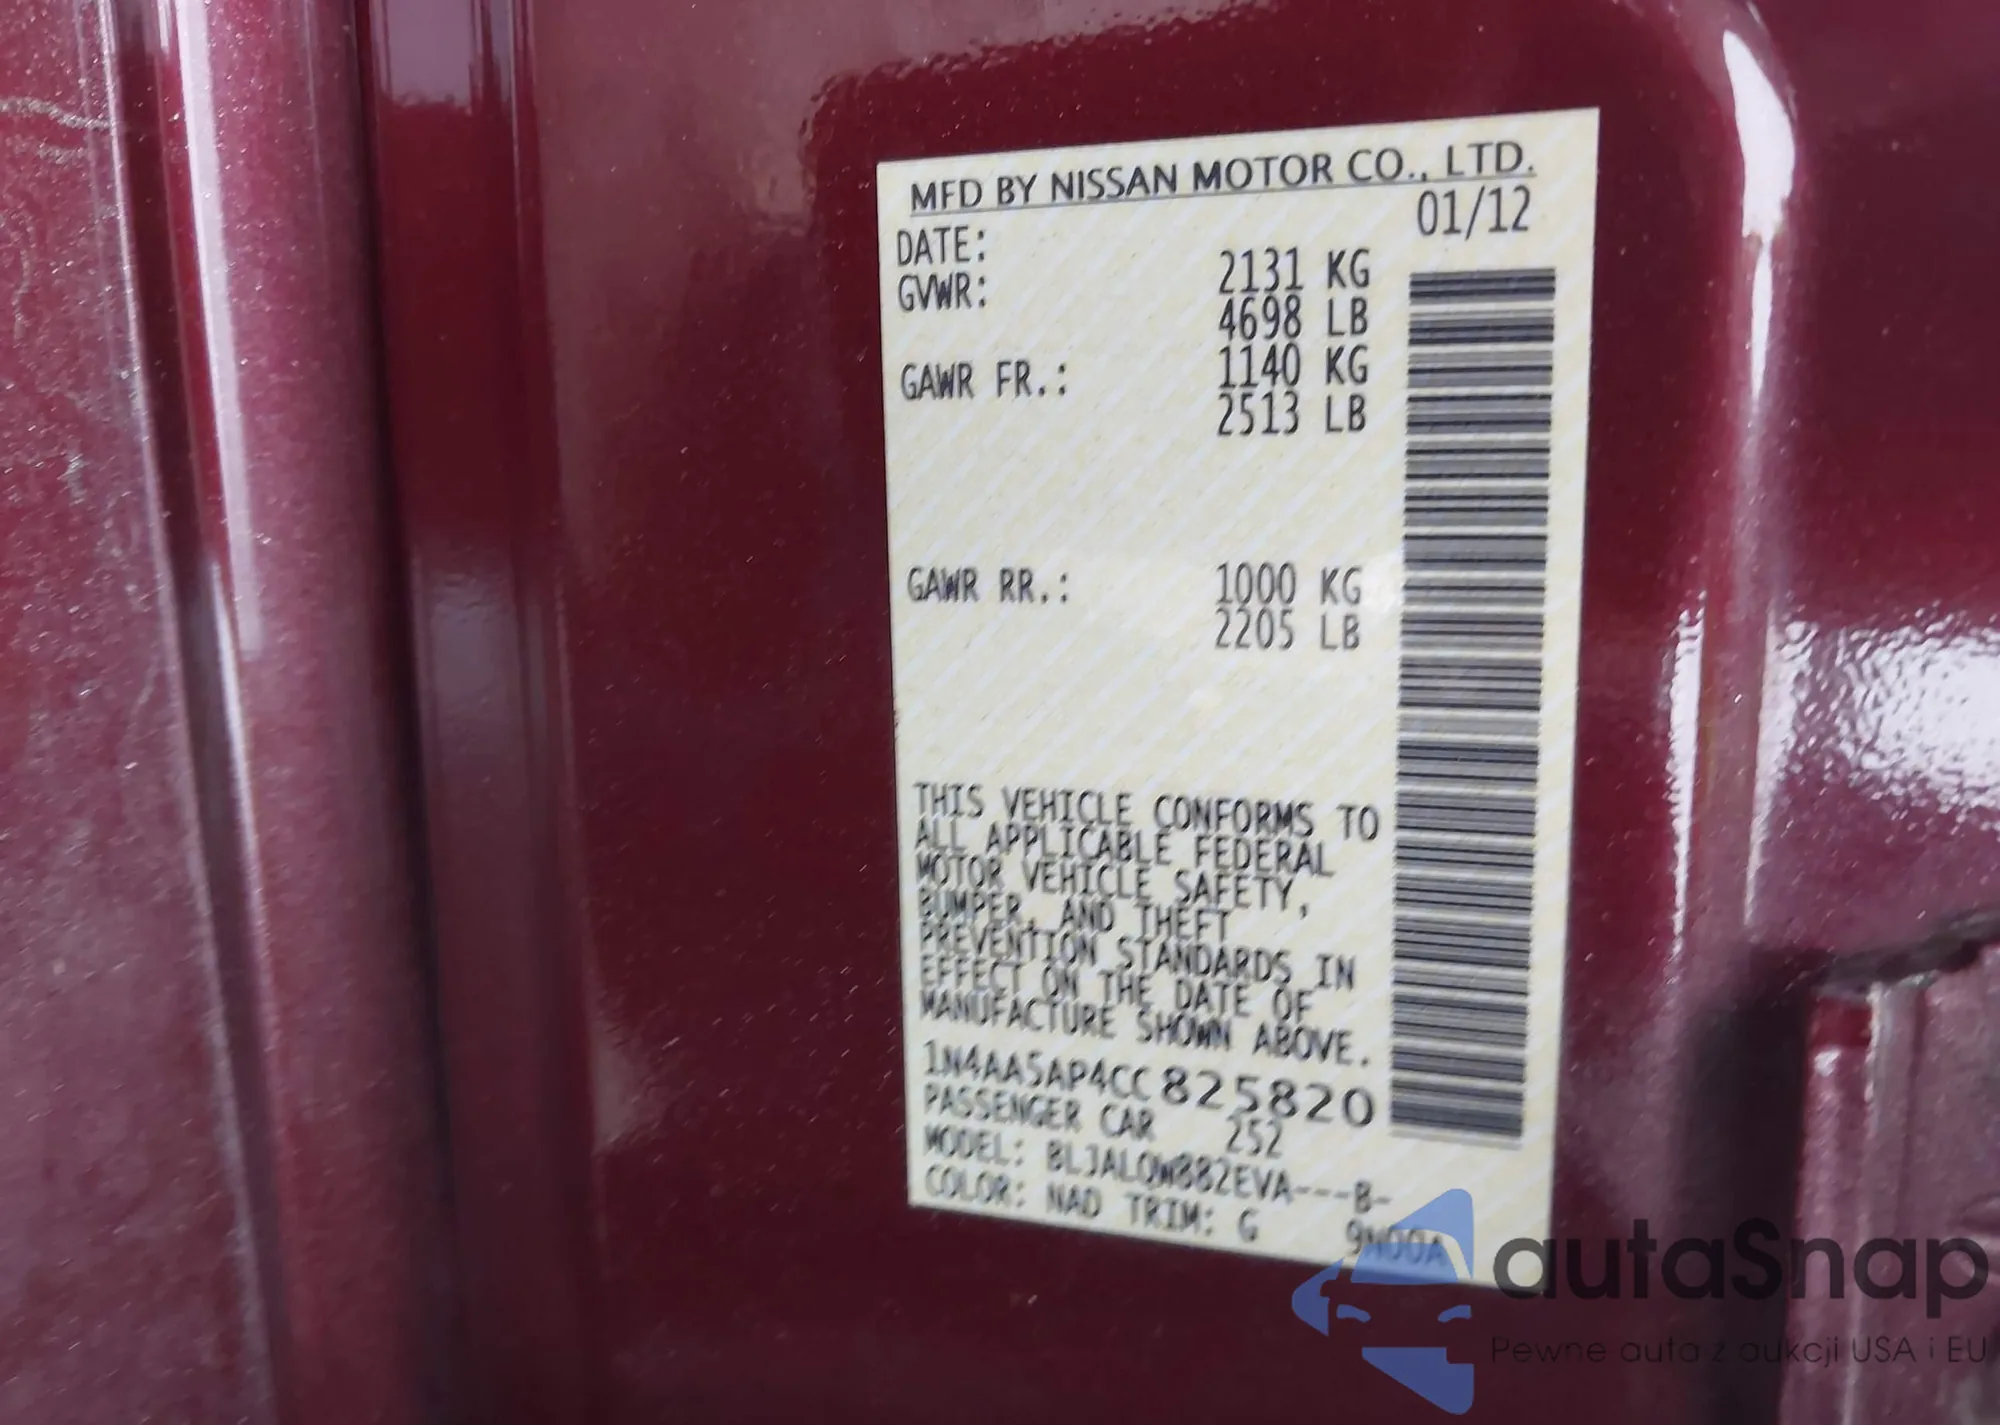 MFD BY NISSAN MOTOR CO., LTD.
DATE: 01/12
GVWR: 2131 KG
4698 LB
GAWR FR.: 1140 KG
2513 LB
GAWR RR.: 1000 KG
2205 LB
THIS VEHICLE CONFORMS TO
ALL APPLICABLE FEDERAL
MOTOR VEHICLE SAFETY,
BUMPER, AND THEFT
PREVENTION STANDARDS IN
EFFECT ON THE DATE OF
MANUFACTURE SHOWN ABOVE.
1N4AA5AP4CC825820
PASSENGER CAR 252
MODEL: BLJALQWBB2EVA---B-
COLOR: NAD TRIM: G 9N00A
autaSnap
Pewne auta z aukcji USA i EU